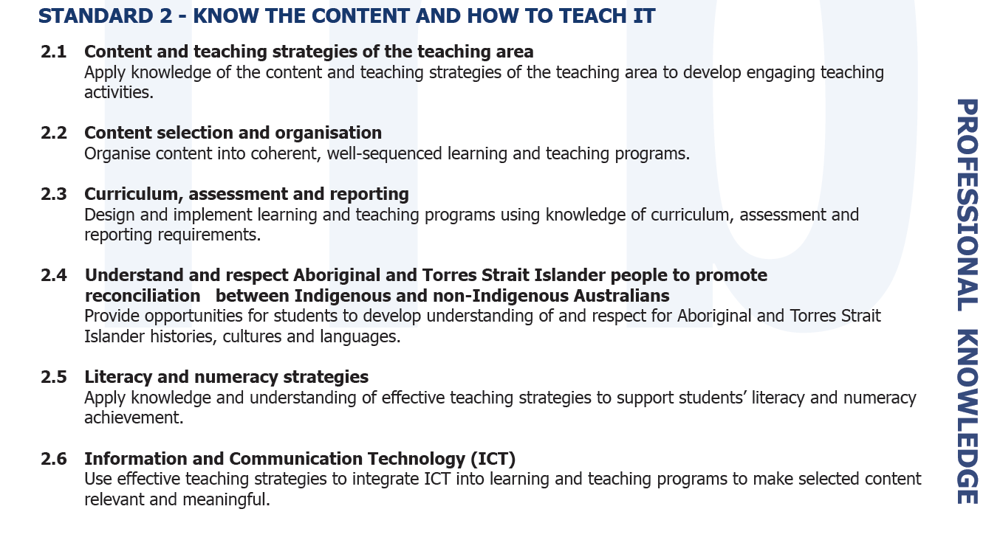 STANDARD 2 - KNOW THE CONTENT AND HOW TO TEACH IT
2.1 Content and teaching strategies of the teaching area
Apply knowledge of the content and teaching strategies of the teaching area to develop engaging teaching
activities.
2.2 Content selection and organisation
Organise content into coherent, well-sequenced learning and teaching programs.
2.3 Curriculum, assessment and reporting
Design and implement learning and teaching programs using knowledge of curriculum, assessment and
reporting requirements.
2.4 Understand and respect Aboriginal and Torres Strait Islander people to promote
reconciliation between Indigenous and non-Indigenous Australians
Provide opportunities for students to develop understanding of and respect for Aboriginal and Torres Strait
Islander histories, cultures and languages.
2.5 Literacy and numeracy strategies
Apply knowledge and understanding of effective teaching strategies to support students’ literacy and numeracy
achievement.
2.6 Information and Communication Technology (ICT)
Use effective teaching strategies to integrate ICT into learning and teaching programs to make selected content
relevant and meaningful.
PROFESSIONAL KNOWLEDGE